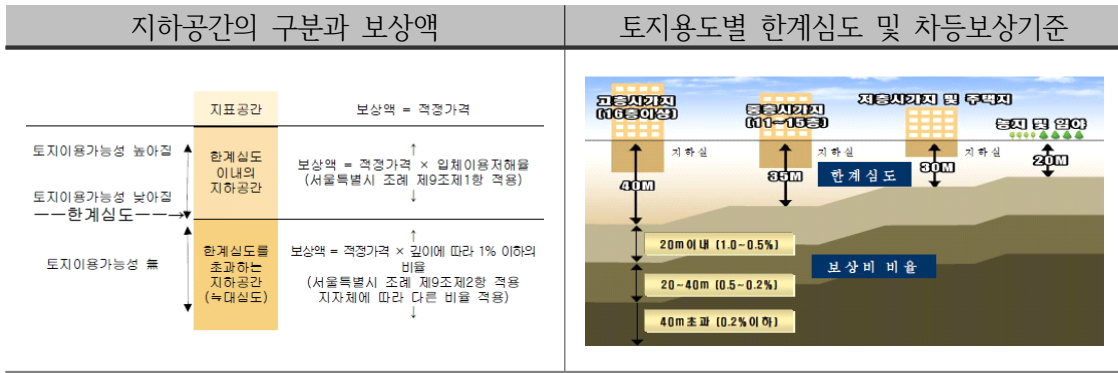 지하공간의 구분과 보상액
토지용도별 한계심도 및 차등보상기준
지표공간
보상액 = 적정가격
토지이용가능성 높아짐
토지이용가능성 낮아짐
──한계심도──→
한계심도
이내의
지하공간
↑
보상액 = 적정가격 × 입체이용저해율
(서울특별시 조례 제9조제1항 적용)
↓
토지이용가능성 無
한계심도를
초과하는
지하공간
(≒대심도)
↑
보상액 = 적정가격 × 깊이에 따라 1% 이하의
비율
(서울특별시 조례 제9조제2항 적용
지자체에 따라 다른 비율 적용)
↓
고층시가지
(16층이상)
중층시가지
(11~15층)
저층시가지 및 주택지
농지 및 임야
지하실
지하실
지하실
40M
35M
30M
20M
한계심도
20m이내 (1.0~0.5%)
20~40m (0.5~0.2%)
40m초과 (0.2%이하)
보상비 비율